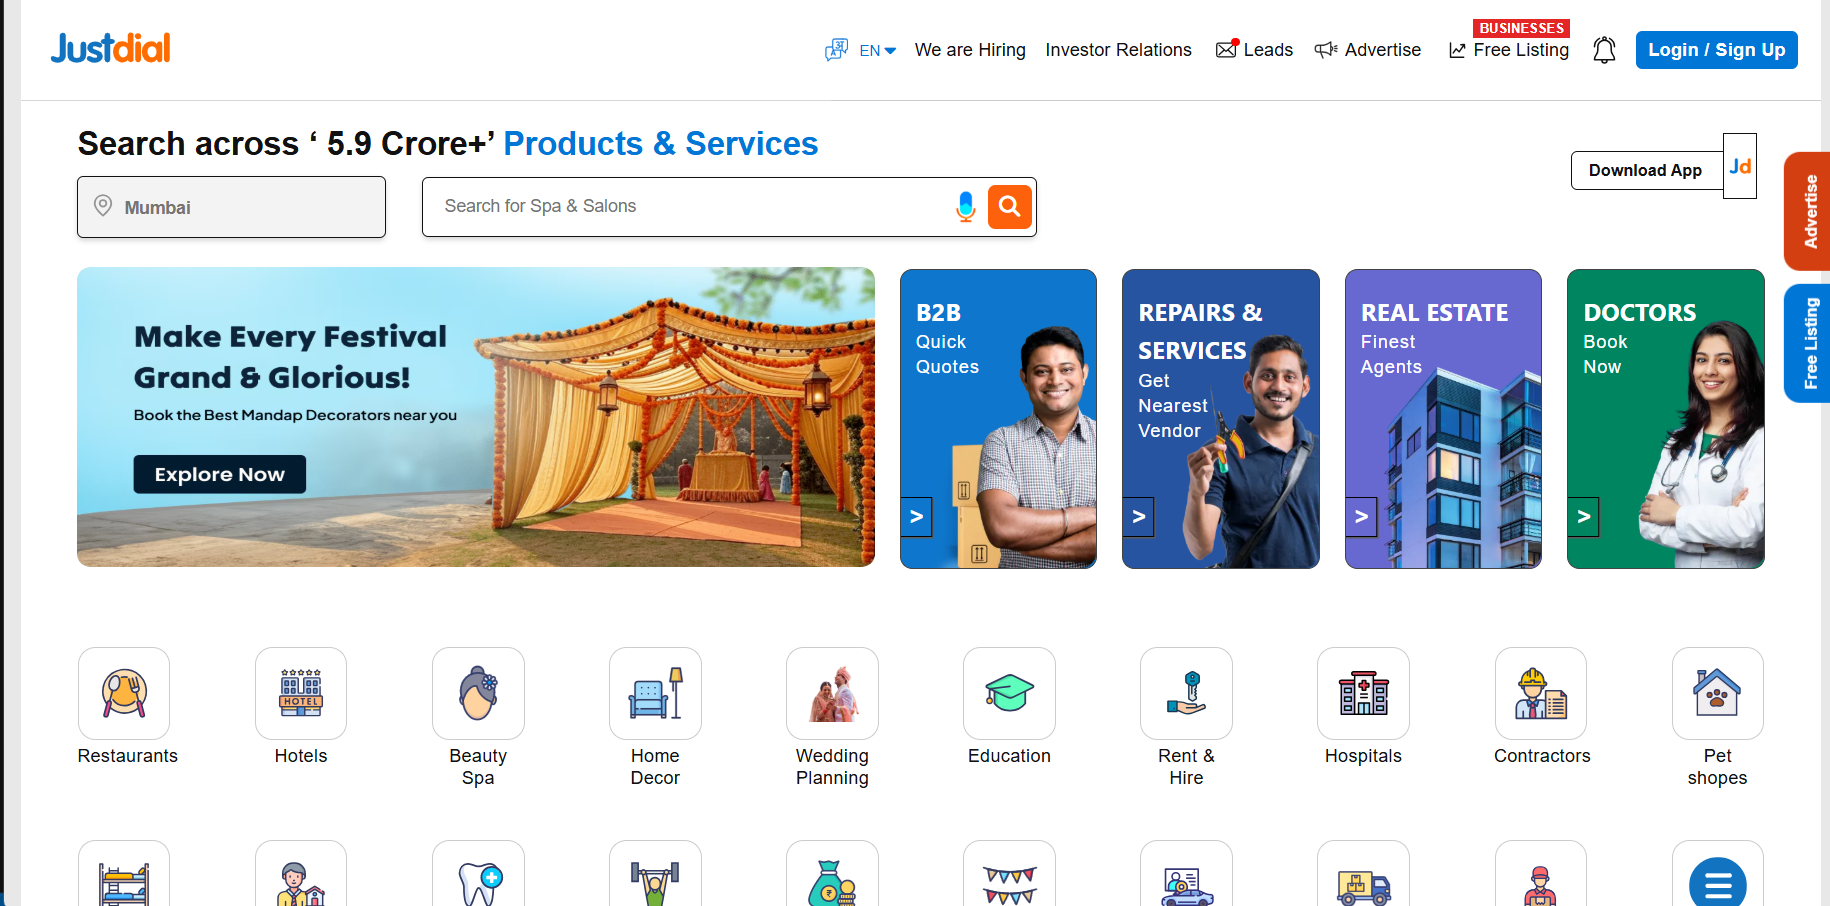 Justdial
EN
We are Hiring
Investor Relations
Leads
Advertise
BUSINESSES
Free Listing
Login / Sign Up
Search across ‘ 5.9 Crore+’ Products & Services
Mumbai
Search for Spa & Salons
Download App
Jd
Advertise
Free Listing
Make Every Festival
Grand & Glorious!
Book the Best Mandap Decorators near you
Explore Now
B2B
Quick
Quotes
>
REPAIRS &
SERVICES
Get
Nearest
Vendor
>
REAL ESTATE
Finest
Agents
>
DOCTORS
Book
Now
>
HOTEL
Restaurants
Hotels
Beauty
Spa
Home
Decor
Wedding
Planning
Education
Rent &
Hire
Hospitals
Contractors
Pet
shopes